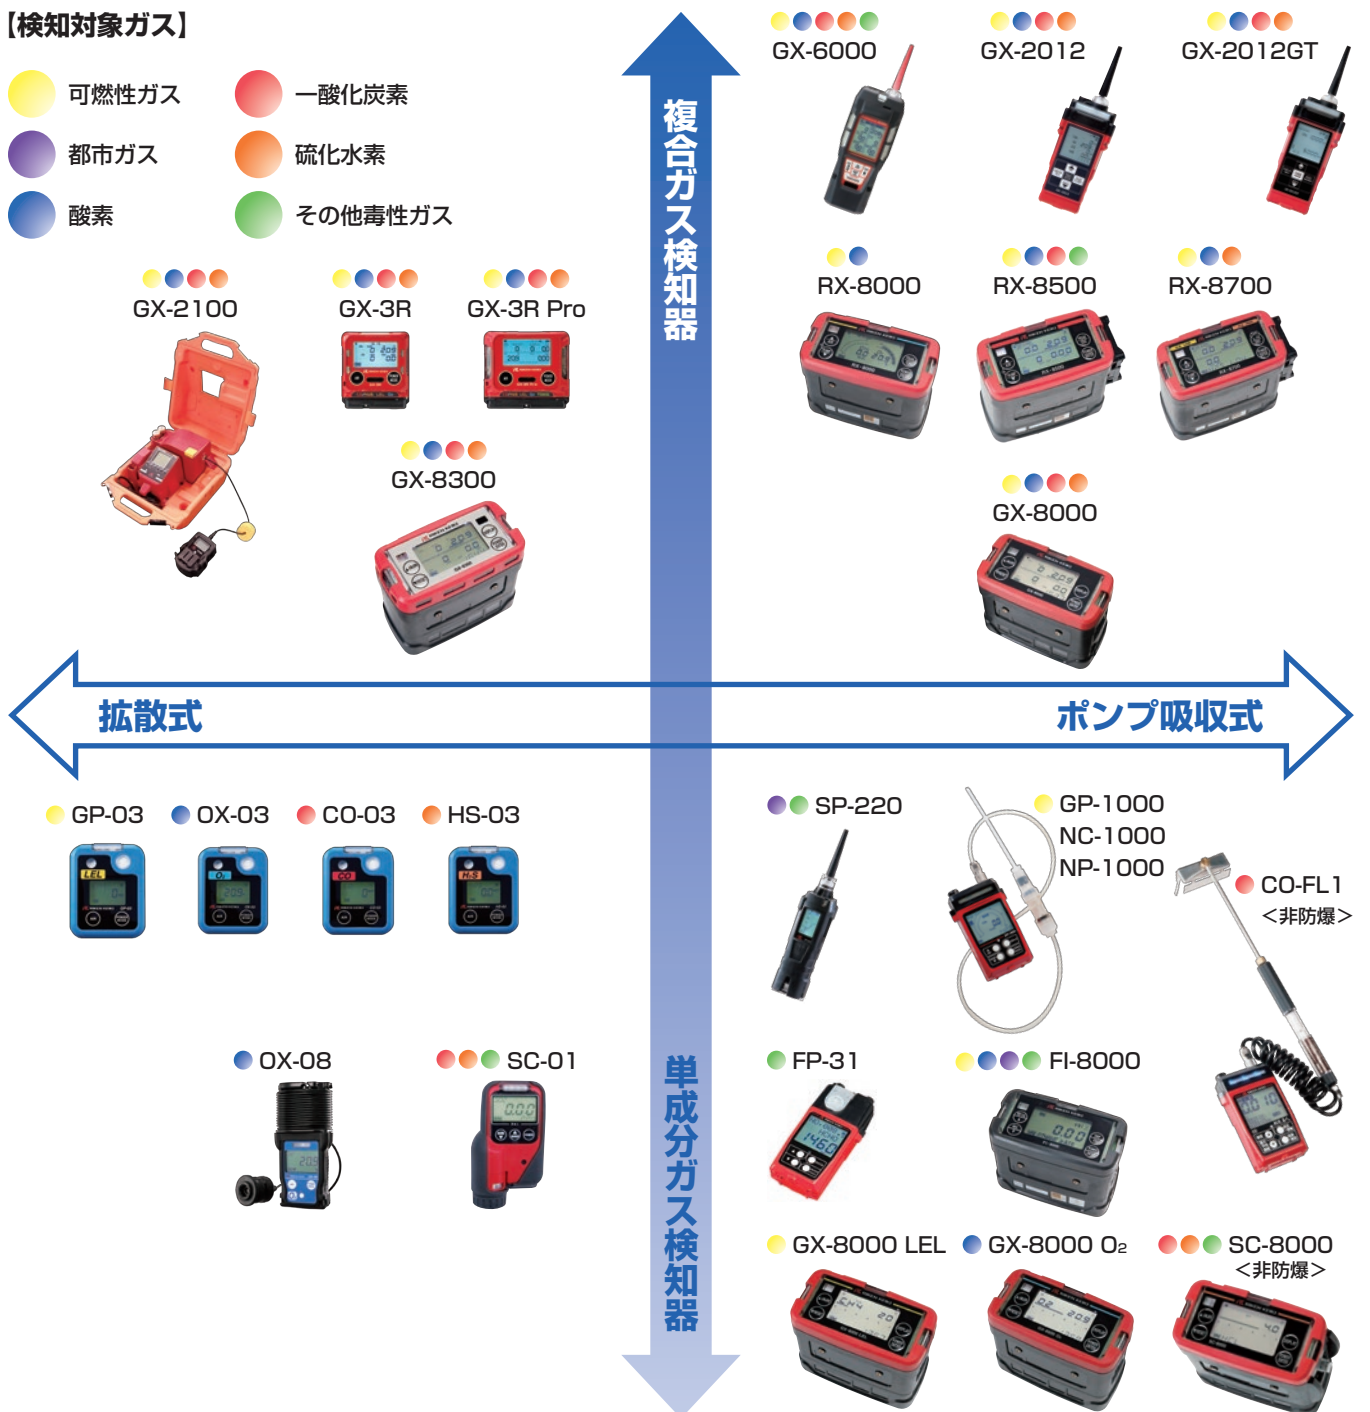 【検知対象ガス】
可燃性ガス
一酸化炭素
都市ガス
硫化水素
酸素
その他毒性ガス
複合ガス検知器
GX-6000
GX-2012
GX-2012GT
RX-8000
RX-8500
RX-8700
GX-2100
GX-3R
GX-3R Pro
GX-8300
GX-8000
拡散式
ポンプ吸収式
GP-03
OX-03
CO-03
HS-03
LEL
O₂
CO
H₂S
SP-220
GP-1000
NC-1000
NP-1000
CO-FL1
＜非防爆＞
OX-08
SC-01
FP-31
FI-8000
単成分ガス検知器
GX-8000 LEL
GX-8000 O₂
SC-8000
＜非防爆＞